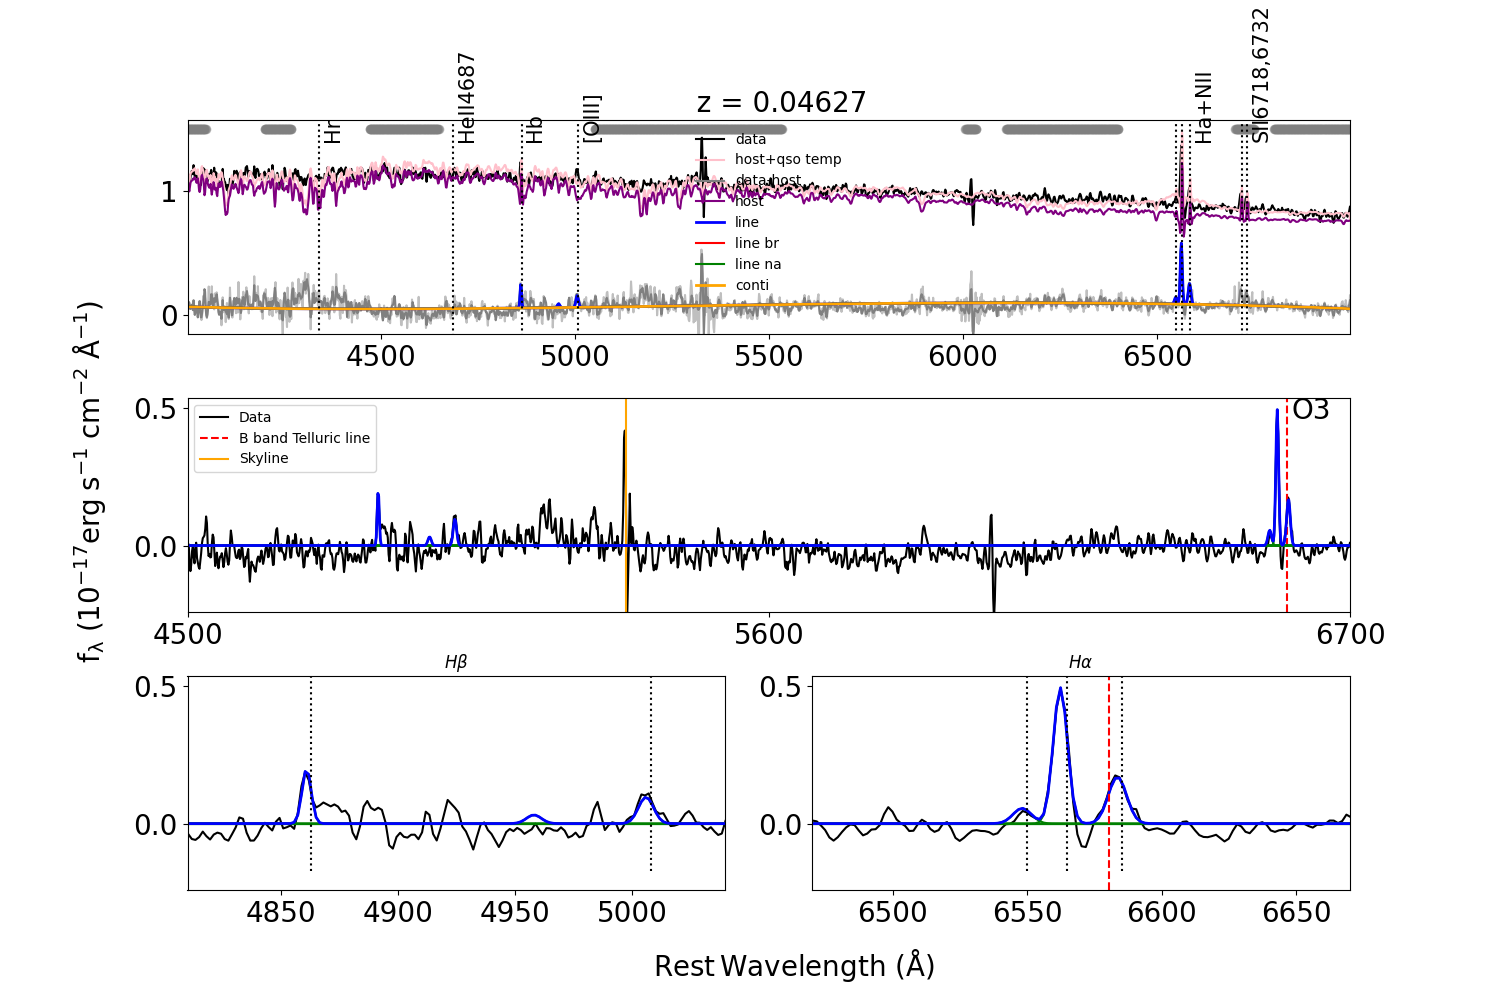 z = 0.04627
Hr
HeII4687
Hb
[OIII]
Ha+NII
SII6718,6732
data
host+qso temp
data-host
host
line
line br
line na
conti
1
0
4500 5000 5500 6000 6500
fλ (10−17erg s−1 cm−2 Å−1)
Data
B band Telluric line
Skyline
O3
0.5
0.0
4500 5600 6700
Hβ
0.5
0.0
4850 4900 4950 5000
Hα
0.5
0.0
6500 6550 6600 6650
Rest Wavelength (Å)